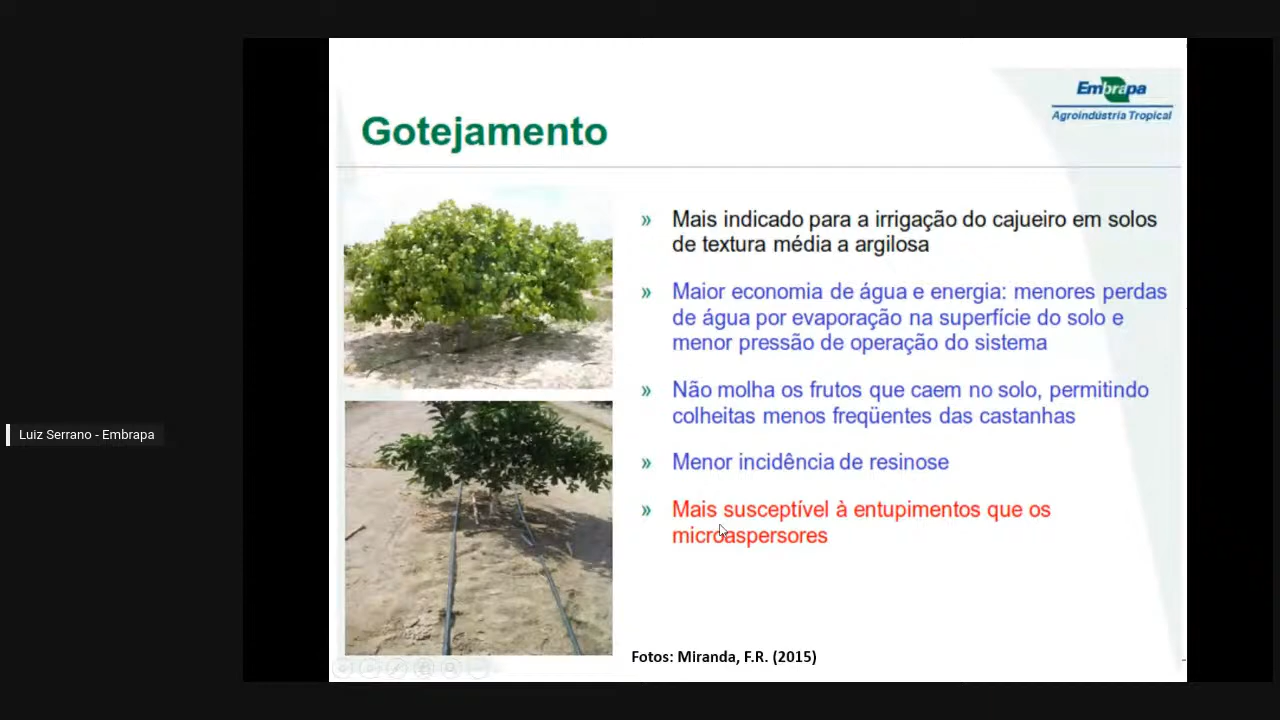 Embrapa
Agroindústria Tropical
Gotejamento
» Mais indicado para a irrigação do cajueiro em solos
de textura média a argilosa
» Maior economia de água e energia: menores perdas
de água por evaporação na superfície do solo e
menor pressão de operação do sistema
» Não molha os frutos que caem no solo, permitindo
colheitas menos freqüentes das castanhas
» Menor incidência de resinose
» Mais susceptível à entupimentos que os
microaspersores
Fotos: Miranda, F.R. (2015)
Luiz Serrano - Embrapa